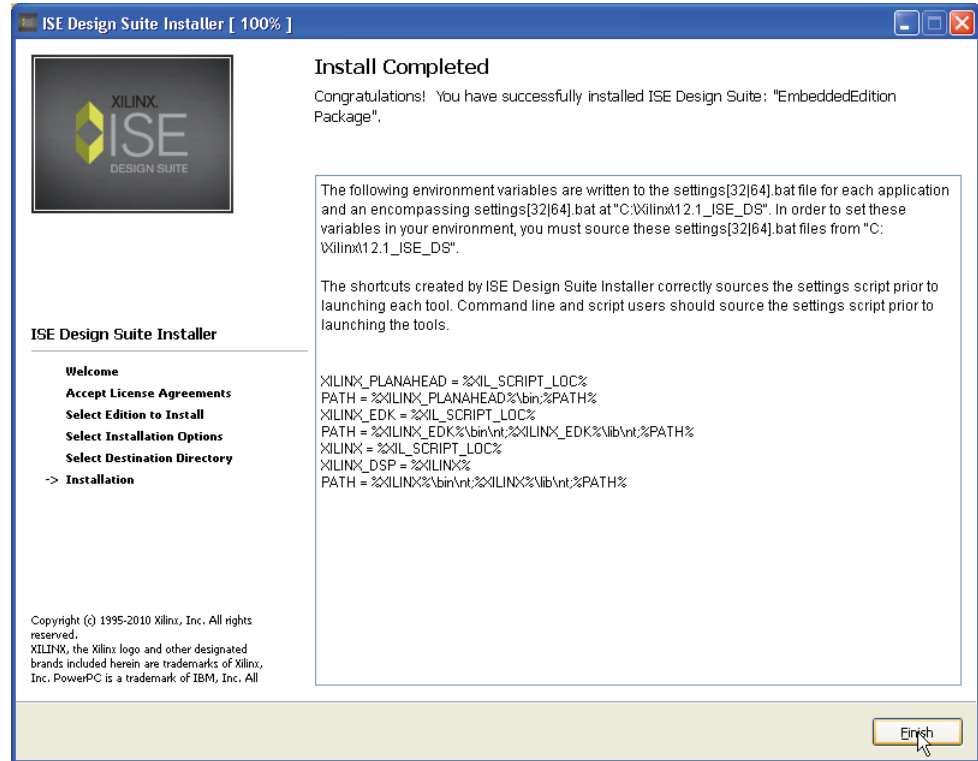 ISE Design Suite Installer [ 100% ]
XILINX.
ISE
DESIGN SUITE
Install Completed
Congratulations!  You have successfully installed ISE Design Suite: "EmbeddedEdition
Package".
The following environment variables are written to the settings[32|64].bat file for each application
and an encompassing settings[32|64].bat at "C:\Xilinx\12.1_ISE_DS". In order to set these
variables in your environment, you must source these settings[32|64].bat files from "C:
\Xilinx\12.1_ISE_DS".
The shortcuts created by ISE Design Suite Installer correctly sources the settings script prior to
launching each tool. Command line and script users should source the settings script prior to
launching the tools.
XILINX_PLANAHEAD = %XIL_SCRIPT_LOC%
PATH = %XILINX_PLANAHEAD%\bin;%PATH%
XILINX_EDK = %XIL_SCRIPT_LOC%
PATH = %XILINX_EDK%\bin\nt;%XILINX_EDK%\lib\nt;%PATH%
XILINX = %XIL_SCRIPT_LOC%
XILINX_DSP = %XILINX%
PATH = %XILINX%\bin\nt;%XILINX%\lib\nt;%PATH%
ISE Design Suite Installer
Welcome
Accept License Agreements
Select Edition to Install
Select Installation Options
Select Destination Directory
-> Installation
Copyright (c) 1995-2010 Xilinx, Inc. All rights
reserved.
XILINX, the Xilinx logo and other designated
brands included herein are trademarks of Xilinx,
Inc. PowerPC is a trademark of IBM, Inc. All
Finish